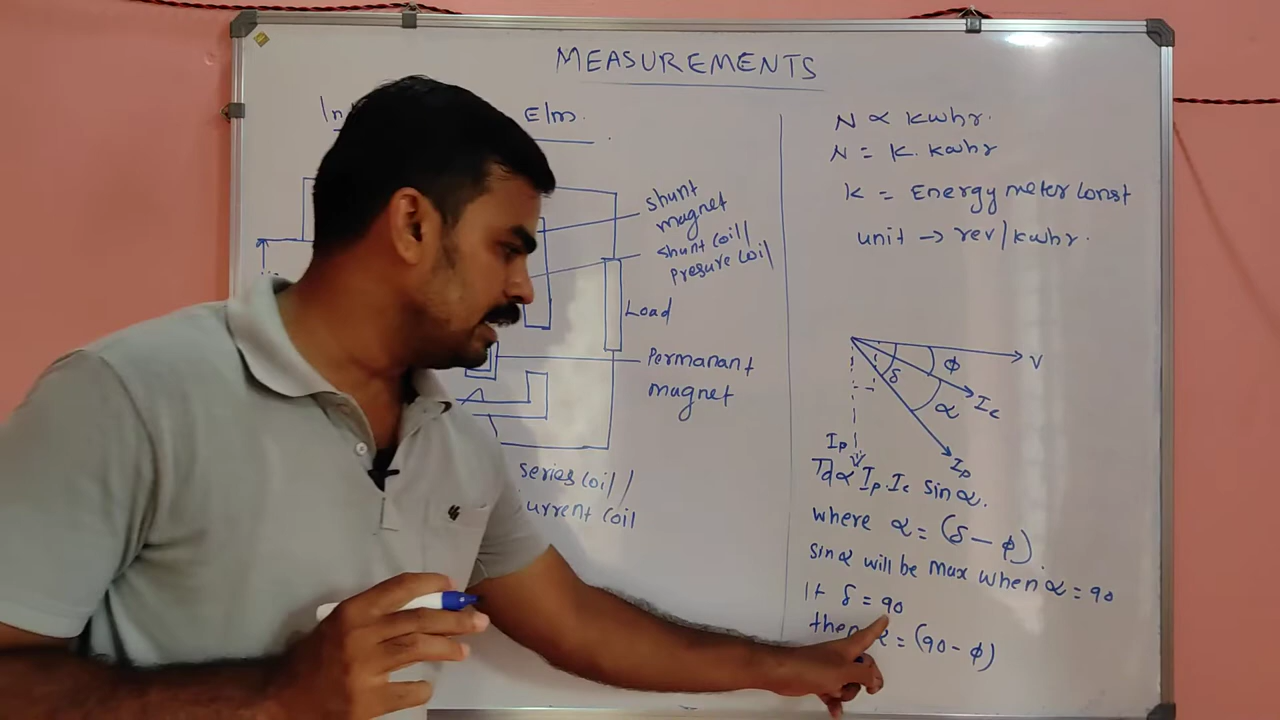 MEASUREMENTS
In
Elm.
shunt
magnet
shunt coil/
presure coil
Load
Permanant
magnet
series coil/
urrent coil
N ∝ kwhr.
N = K. kwhr
K = Energy meter Const
unit → rev/kwhr.
V
ϕ
δ
Ic
α
Ip
Ip
Td ∝ Ip. Ic sin α.
where α = (δ - ϕ)
sin α will be max when α = 90
If δ = 90
then α = (90 - ϕ)